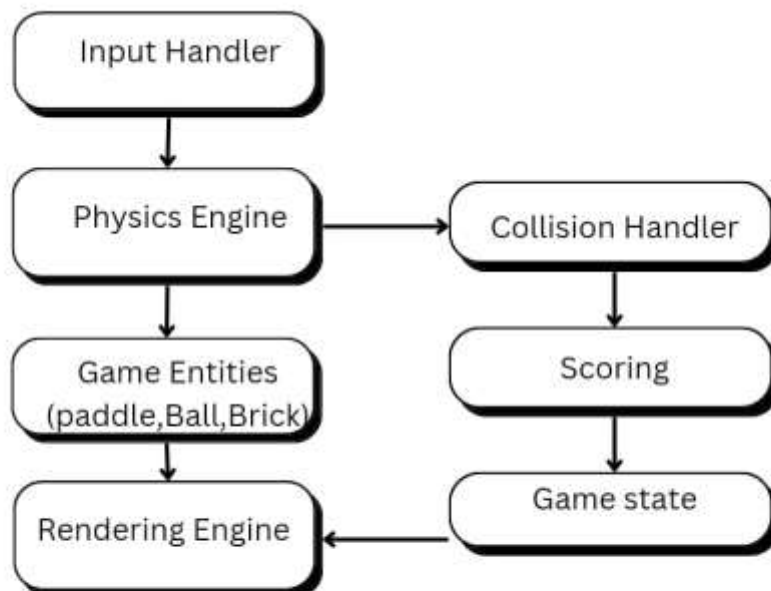 Input Handler
Physics Engine
Collision Handler
Game Entities
(paddle,Ball,Brick)
Scoring
Game state
Rendering Engine